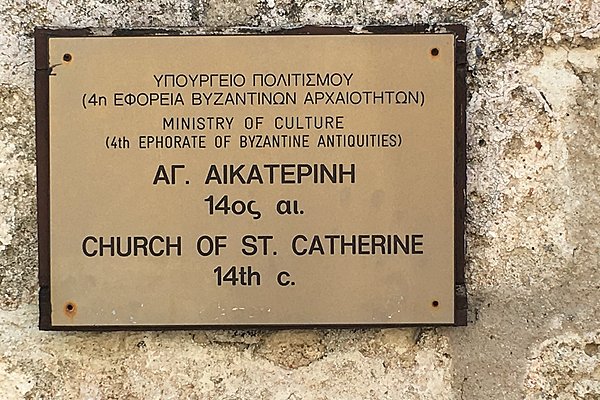 ΥΠΟΥΡΓΕΙΟ ΠΟΛΙΤΙΣΜΟΥ
(4η ΕΦΟΡΕΙΑ ΒΥΖΑΝΤΙΝΩΝ ΑΡΧΑΙΟΤΗΤΩΝ)
MINISTRY OF CULTURE
(4th EPHORATE OF BYZANTINE ANTIQUITIES)
ΑΓ. ΑΙΚΑΤΕΡΙΝΗ
14ος αι.
CHURCH OF ST. CATHERINE
14th c.